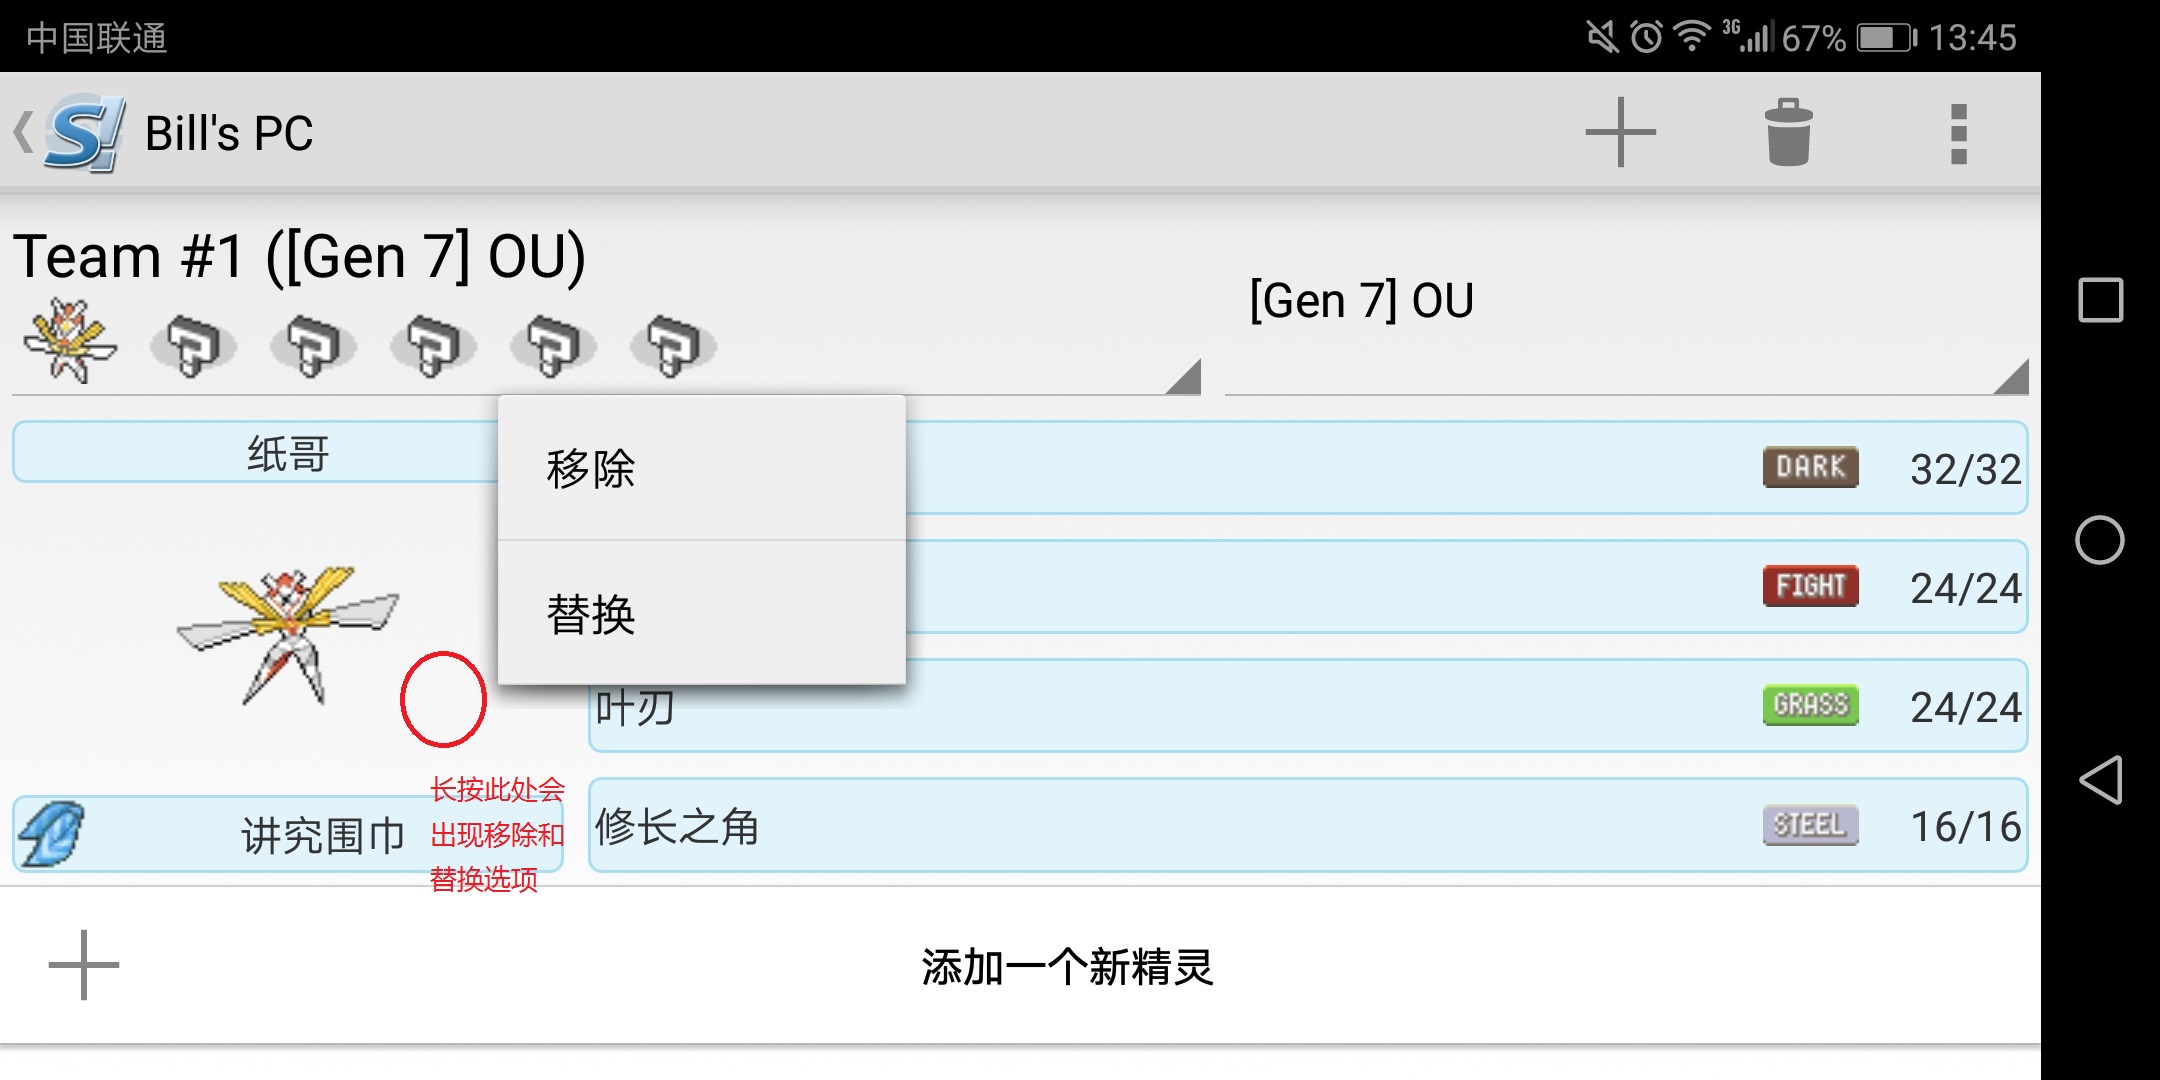 中国联通
3G
67%
13:45
S!
Bill's PC
Team #1 ([Gen 7] OU)
[Gen 7] OU
纸哥
移除
替换
DARK
32/32
FIGHT
24/24
叶刃
GRASS
24/24
修长之角
STEEL
16/16
讲究围巾
长按此处会
出现移除和
替换选项
添加一个新精灵